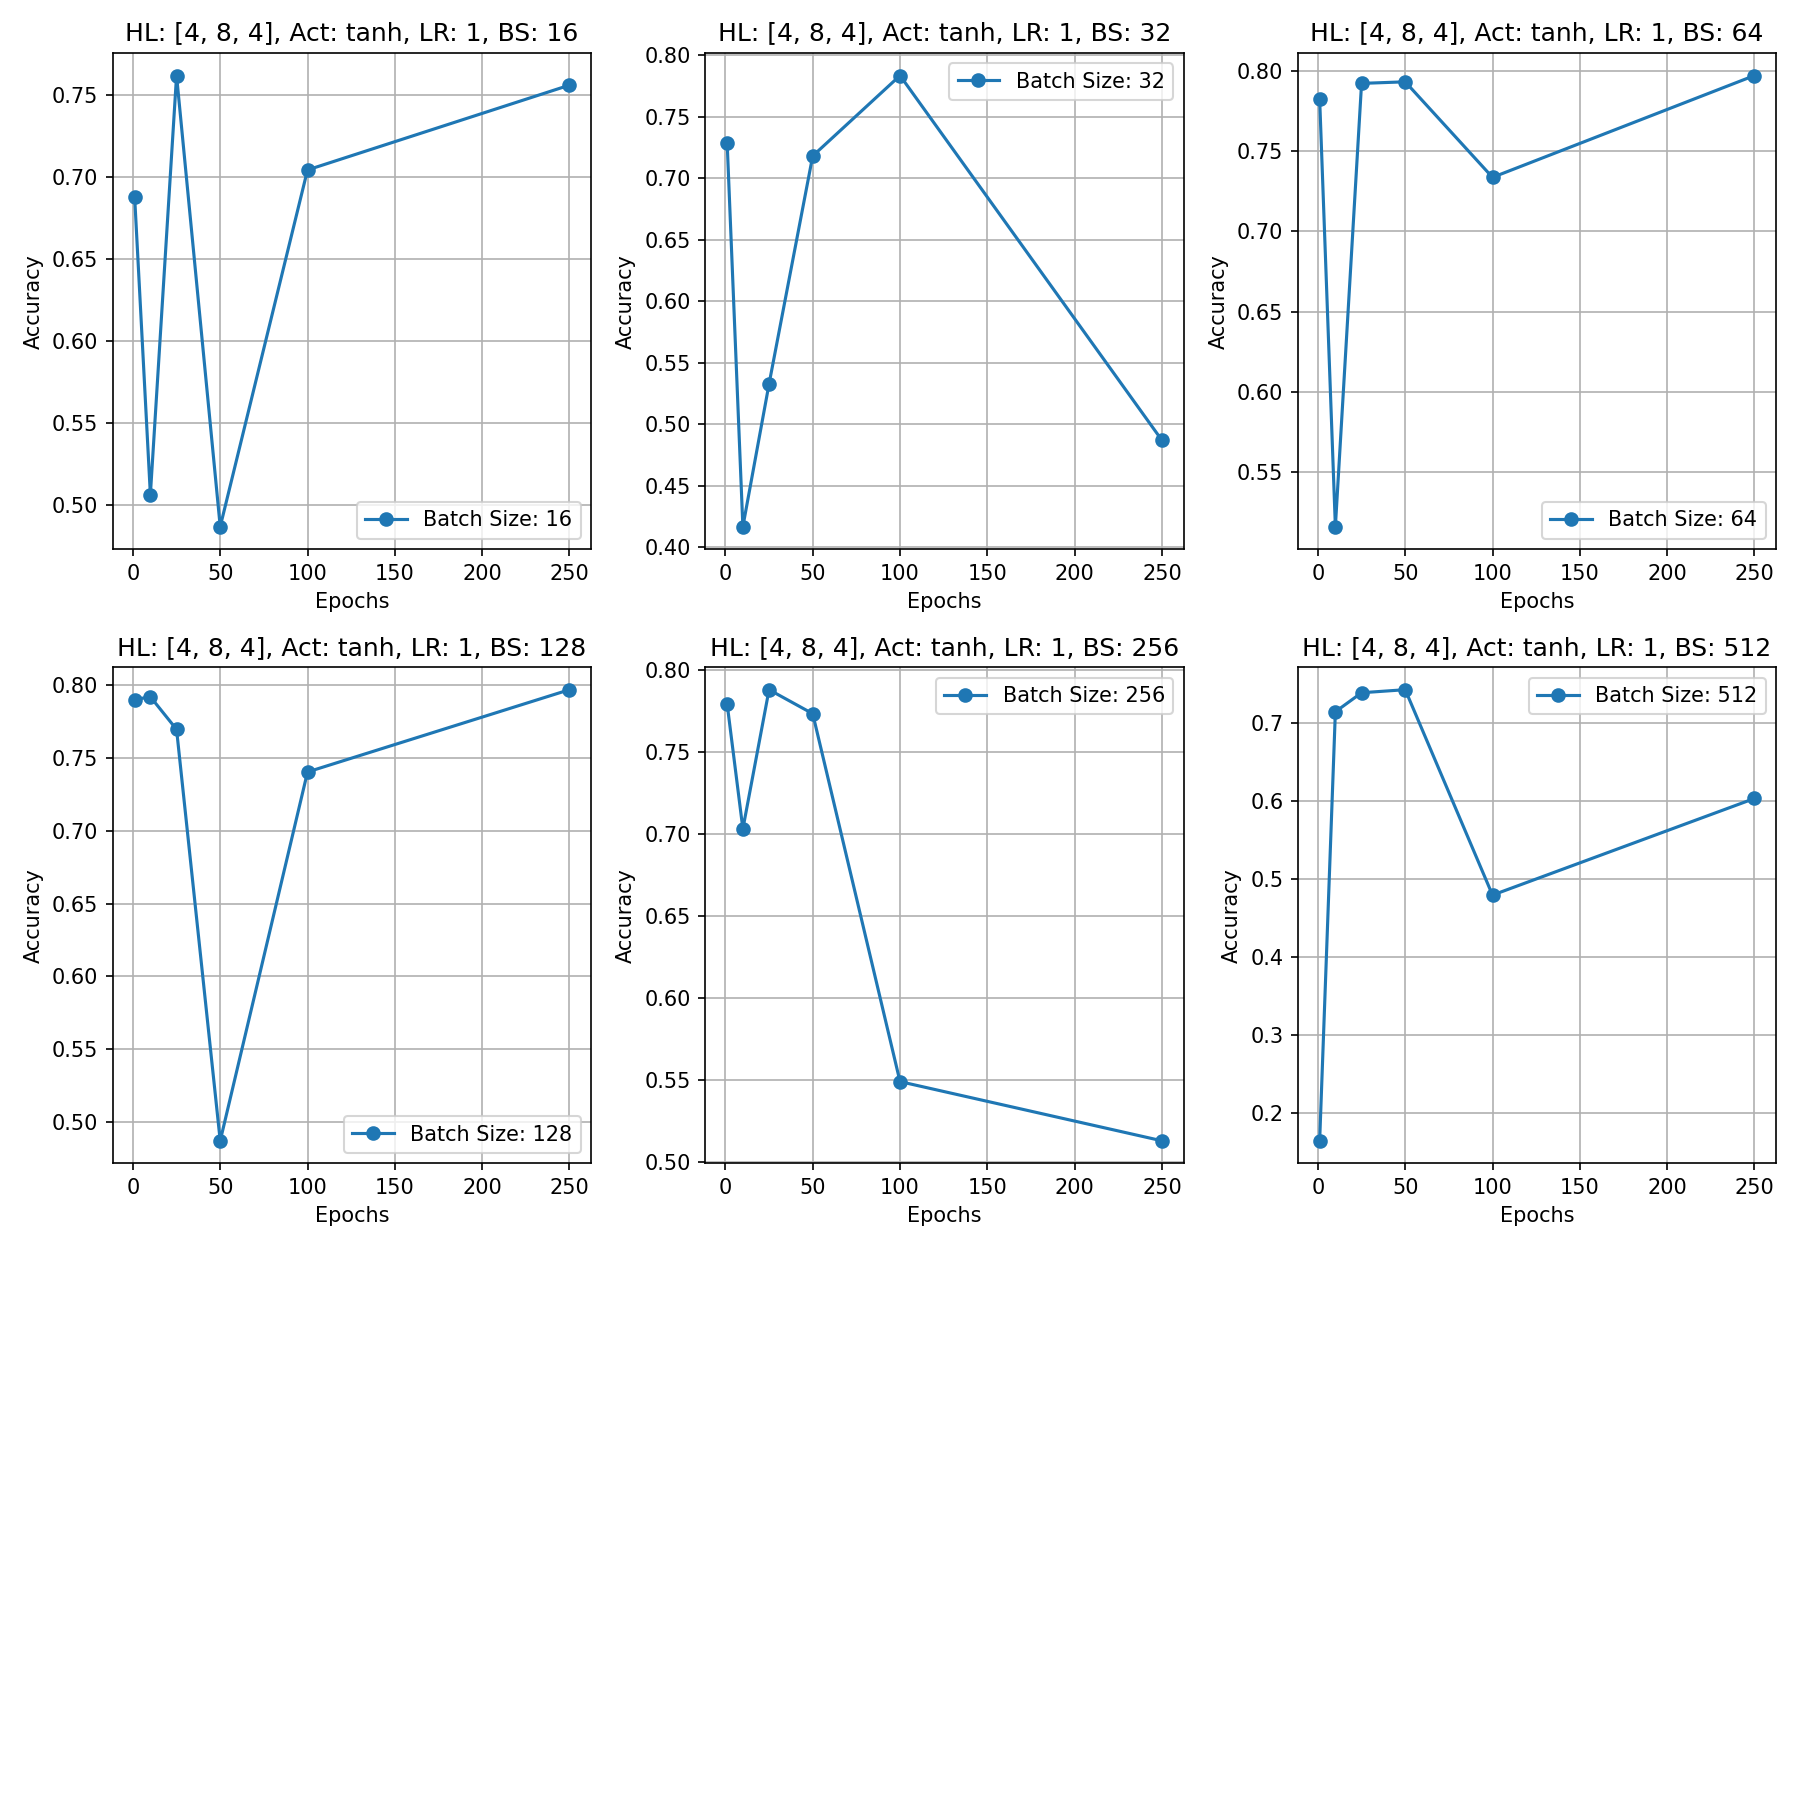 HL: [4, 8, 4], Act: tanh, LR: 1, BS: 16
0.75
0.70
0.65
0.60
0.55
0.50
Accuracy
Batch Size: 16
0 50 100 150 200 250
Epochs
HL: [4, 8, 4], Act: tanh, LR: 1, BS: 32
0.80
0.75
0.70
0.65
0.60
0.55
0.50
0.45
0.40
Accuracy
Batch Size: 32
0 50 100 150 200 250
Epochs
HL: [4, 8, 4], Act: tanh, LR: 1, BS: 64
0.80
0.75
0.70
0.65
0.60
0.55
Accuracy
Batch Size: 64
0 50 100 150 200 250
Epochs
HL: [4, 8, 4], Act: tanh, LR: 1, BS: 128
0.80
0.75
0.70
0.65
0.60
0.55
0.50
Accuracy
Batch Size: 128
0 50 100 150 200 250
Epochs
HL: [4, 8, 4], Act: tanh, LR: 1, BS: 256
0.80
0.75
0.70
0.65
0.60
0.55
0.50
Accuracy
Batch Size: 256
0 50 100 150 200 250
Epochs
HL: [4, 8, 4], Act: tanh, LR: 1, BS: 512
0.7
0.6
0.5
0.4
0.3
0.2
Accuracy
Batch Size: 512
0 50 100 150 200 250
Epochs